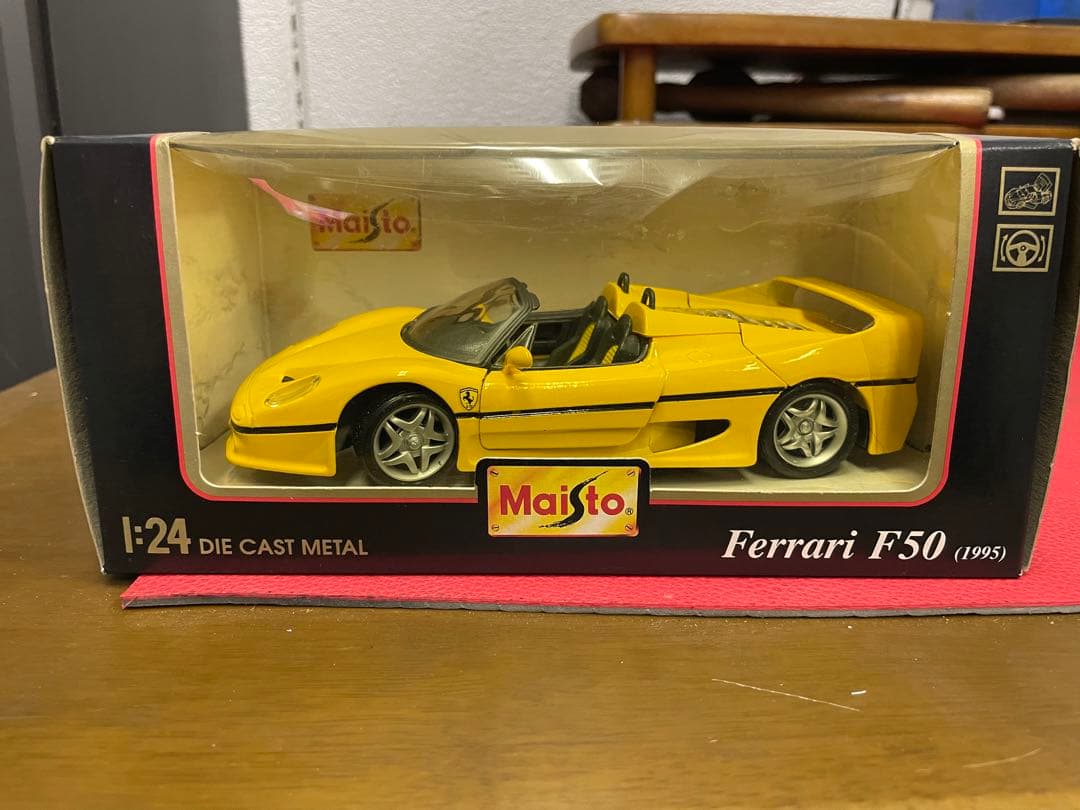 Maisto
Maisto®
1:24 DIE CAST METAL
Ferrari F50 (1995)